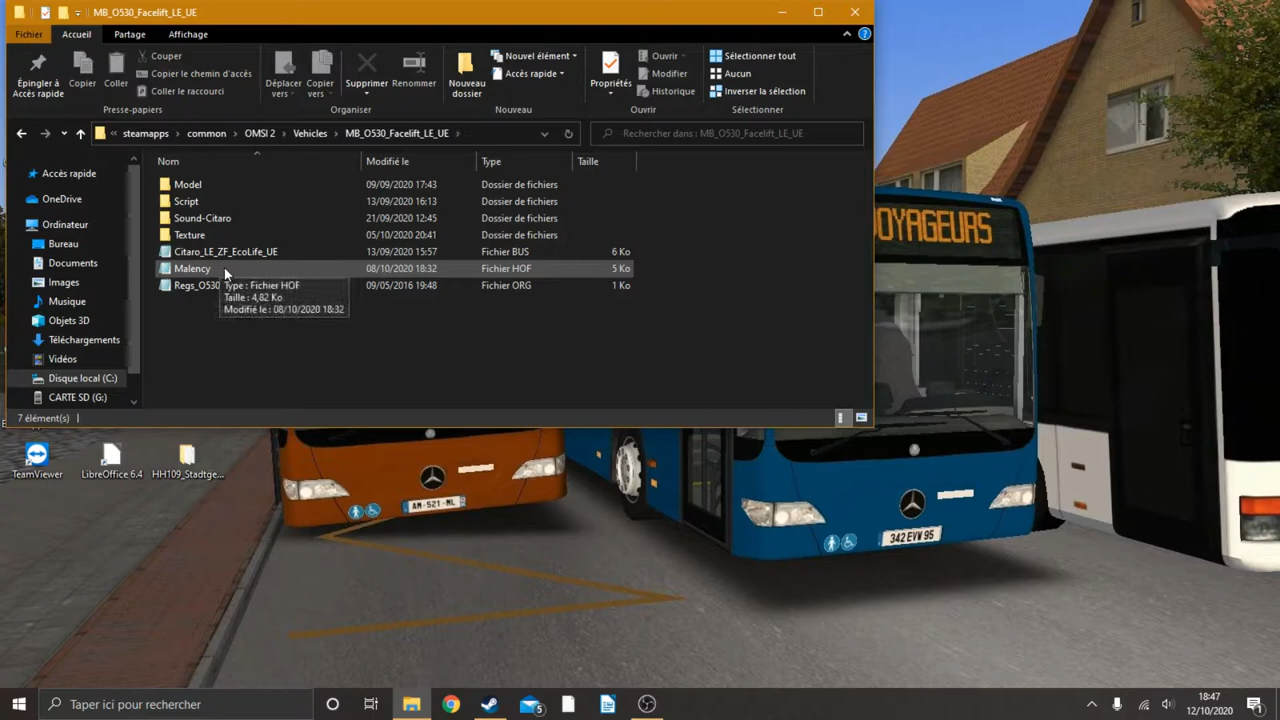 MB_O530_Facelift_LE_UE
Fichier Accueil Partage Affichage
Épingler à Accès rapide
Copier
Coller
Couper
Copier le chemin d'accès
Coller le raccourci
Presse-papiers
Déplacer vers
Copier vers
Supprimer
Renommer
Organiser
Nouveau dossier
Nouvel élément
Accès rapide
Nouveau
Propriétés
Ouvrir
Modifier
Historique
Ouvrir
Sélectionner tout
Aucun
Inverser la sélection
Sélectionner
« steamapps > common > OMSI 2 > Vehicles > MB_O530_Facelift_LE_UE >
Rechercher dans : MB_O530_Facelift_LE_UE
Accès rapide
OneDrive
Ordinateur
Bureau
Documents
Images
Musique
Objets 3D
Téléchargements
Vidéos
Disque local (C:)
CARTE SD (G:)
Nom Modifié le Type Taille
Model 09/09/2020 17:43 Dossier de fichiers
Script 13/09/2020 16:13 Dossier de fichiers
Sound-Citaro 21/09/2020 12:45 Dossier de fichiers
Texture 05/10/2020 20:41 Dossier de fichiers
Citaro_LE_ZF_EcoLife_UE 13/09/2020 15:57 Fichier BUS 6 Ko
Malency 08/10/2020 18:32 Fichier HOF 5 Ko
Regs_O530 09/05/2016 19:48 Fichier ORG 1 Ko
Type : Fichier HOF
Taille : 4,82 Ko
Modifié le : 08/10/2020 18:32
7 élément(s)
OYAGEURS
TeamViewer
LibreOffice 6.4
HH109_Stadtge...
AM-521-ML
342 EVW 95
Taper ici pour rechercher
5
18:47
12/10/2020
1